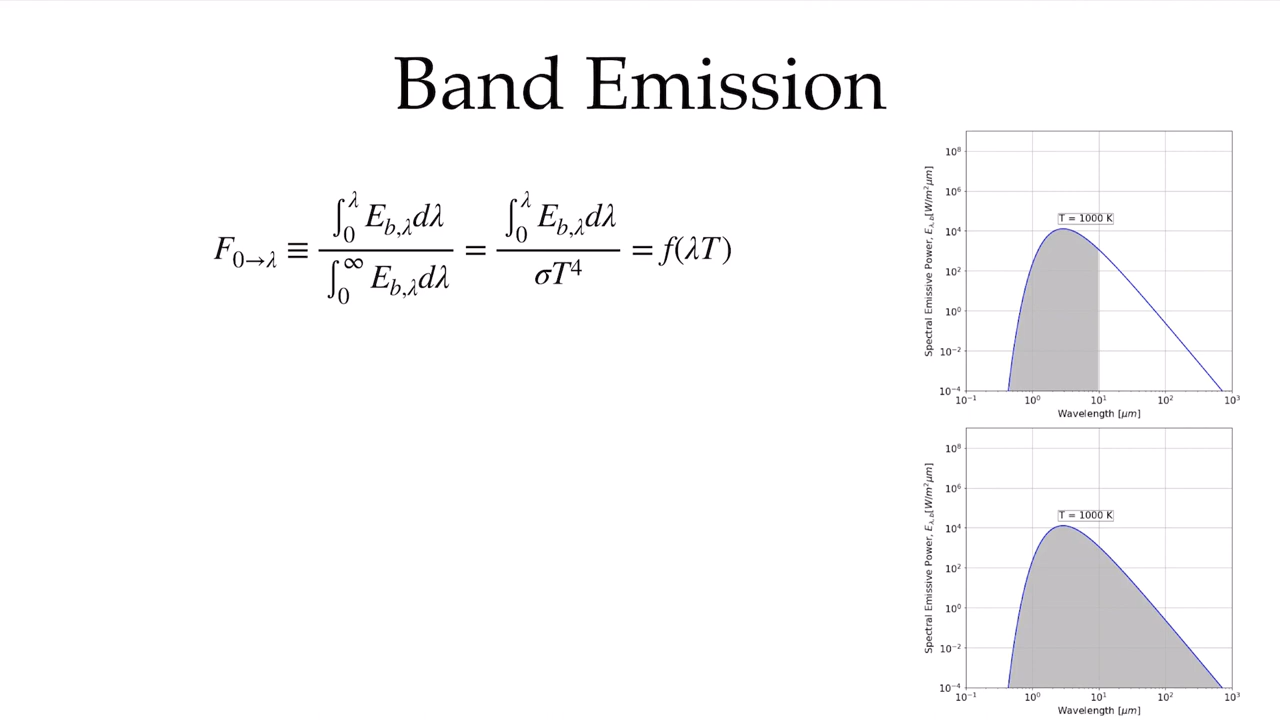 Band Emission
F_{0→λ} ≡ \frac{∫_0^λ E_{b,λ}dλ}{∫_0^∞ E_{b,λ}dλ} = \frac{∫_0^λ E_{b,λ}dλ}{σT^4} = f(λT)
Spectral Emissive Power, E_{λ,b}[W/m^2μm]
10^8
10^6
T = 1000 K
10^4
10^2
10^0
10^{-2}
10^{-4}
10^{-1} 10^0 10^1 10^2 10^3
Wavelength [μm]
Spectral Emissive Power, E_{λ,b}[W/m^2μm]
10^8
10^6
T = 1000 K
10^4
10^2
10^0
10^{-2}
10^{-4}
10^{-1} 10^0 10^1 10^2 10^3
Wavelength [μm]